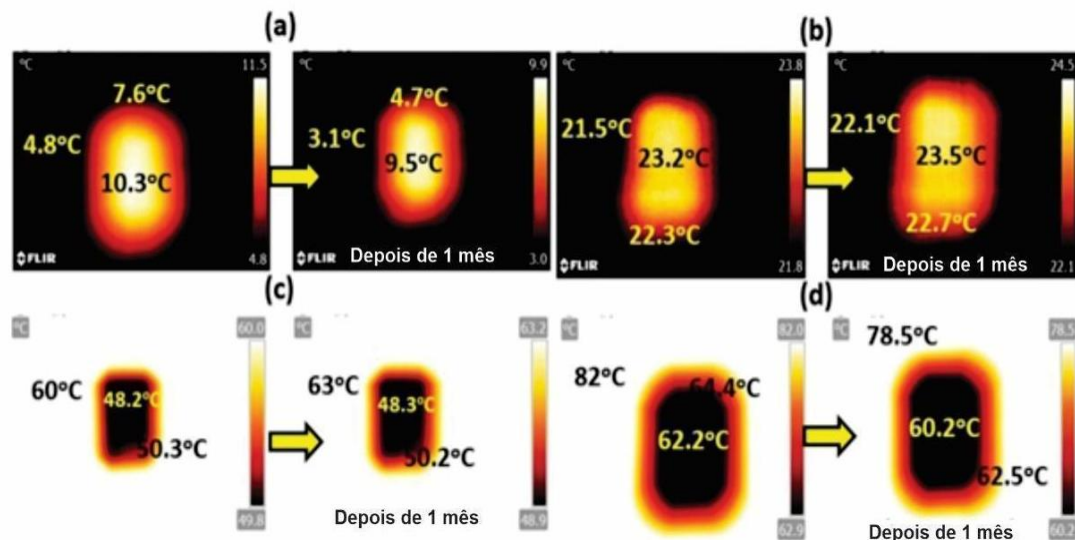 (a)
°C 11.5
7.6°C
4.8°C
10.3°C
FLIR 4.8
°C 9.9
4.7°C
3.1°C
9.5°C
Depois de 1 mês
FLIR 3.0
(b)
°C 23.8
21.5°C
23.2°C
22.3°C
FLIR 21.8
°C 24.5
22.1°C
23.5°C
22.7°C
Depois de 1 mês
FLIR 22.1
(c)
°C 60.0
60°C
48.2°C
50.3°C
49.8
°C 63.2
63°C
48.3°C
50.2°C
Depois de 1 mês
48.9
(d)
°C 82.0
82°C
64.4°C
62.2°C
62.9
°C 78.5
78.5°C
60.2°C
62.5°C
Depois de 1 mês
60.2